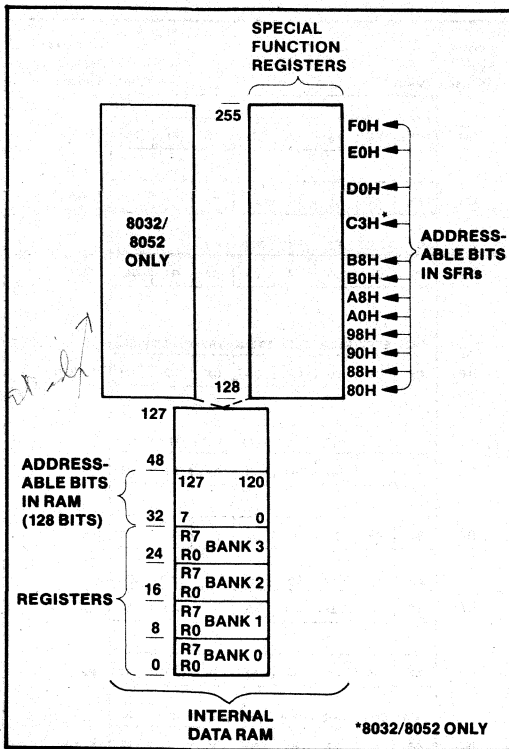 SPECIAL
FUNCTION
REGISTERS
255
F0H
E0H
D0H
C3H*
B8H
B0H
A8H
A0H
98H
90H
88H
80H
ADDRESS-
ABLE BITS
IN SFRs
8032/
8052
ONLY
128
127
48
ADDRESS-
ABLE BITS
IN RAM
(128 BITS)
127 120
32
7 0
R7
R0 BANK 3
24
R7
R0 BANK 2
16
REGISTERS
R7
R0 BANK 1
8
R7
R0 BANK 0
0
INTERNAL
DATA RAM
*8032/8052 ONLY